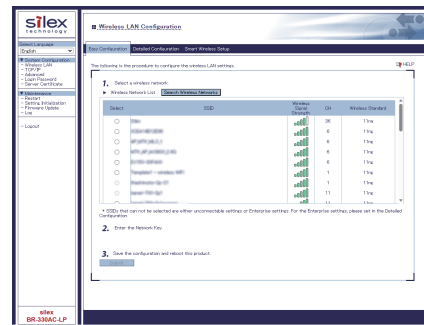 silex
technology
Select Language
English
▼ System Configuration
- Wireless LAN
- TCP/IP
- Advanced
- Login Password
- Server Certificate
▼ Maintenance
- Restart
- Setting Initialization
- Firmware Update
- Log
- Logout
silex
BR-330AC-LP
Wireless LAN Configuration
Easy Configuration Detailed Configuration Smart Wireless Setup
The following is the procedure to configure the wireless LAN settings.
HELP
1. Select a wireless network.
▶ Wireless Network List Search Wireless Networks
Select SSID Wireless Signal Strength CH Wireless Standard
36 11ng
6 11ng
6 11ng
6 11ng
6 11ng
1 11ng
1 11ng
11 11ng
11 11ng
* SSIDs that can not be selected are either unconnectable settings or Enterprise settings. For the Enterprise settings, please set in the Detailed
Configuration.
2. Enter the Network Key.
3. Save the configuration and reboot this product.